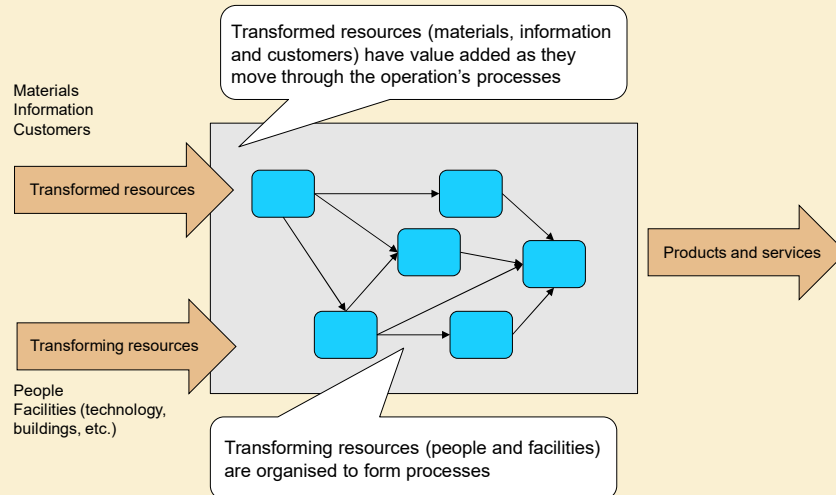 Transformed resources (materials, information
and customers) have value added as they
move through the operation’s processes
Materials
Information
Customers
Transformed resources
Products and services
Transforming resources
People
Facilities (technology,
buildings, etc.)
Transforming resources (people and facilities)
are organised to form processes